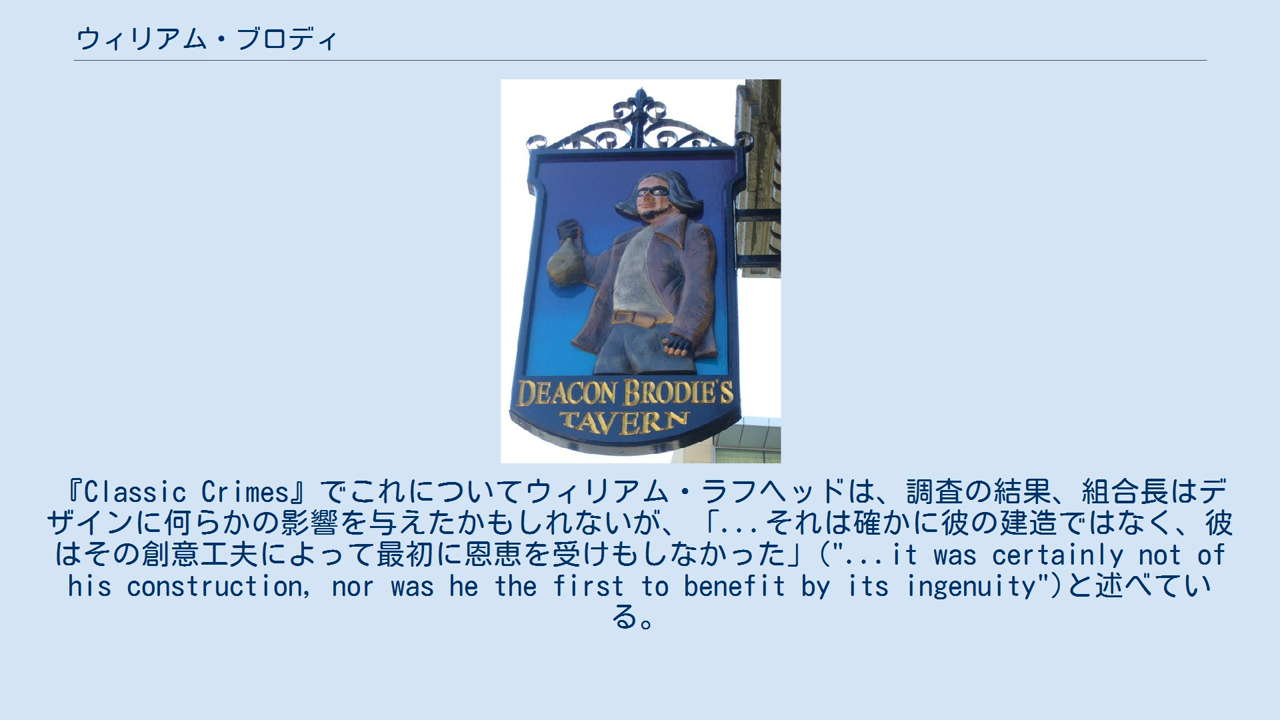 ウィリアム・ブロディ
DEACON BRODIE'S
TAVERN
『Classic Crimes』でこれについてウィリアム・ラフヘッドは、調査の結果、組合長はデ
ザインに何らかの影響を与えたかもしれないが、「...それは確かに彼の建造ではなく、彼
はその創意工夫によって最初に恩恵を受けもしなかった」("...it was certainly not of
his construction, nor was he the first to benefit by its ingenuity")と述べてい
る。